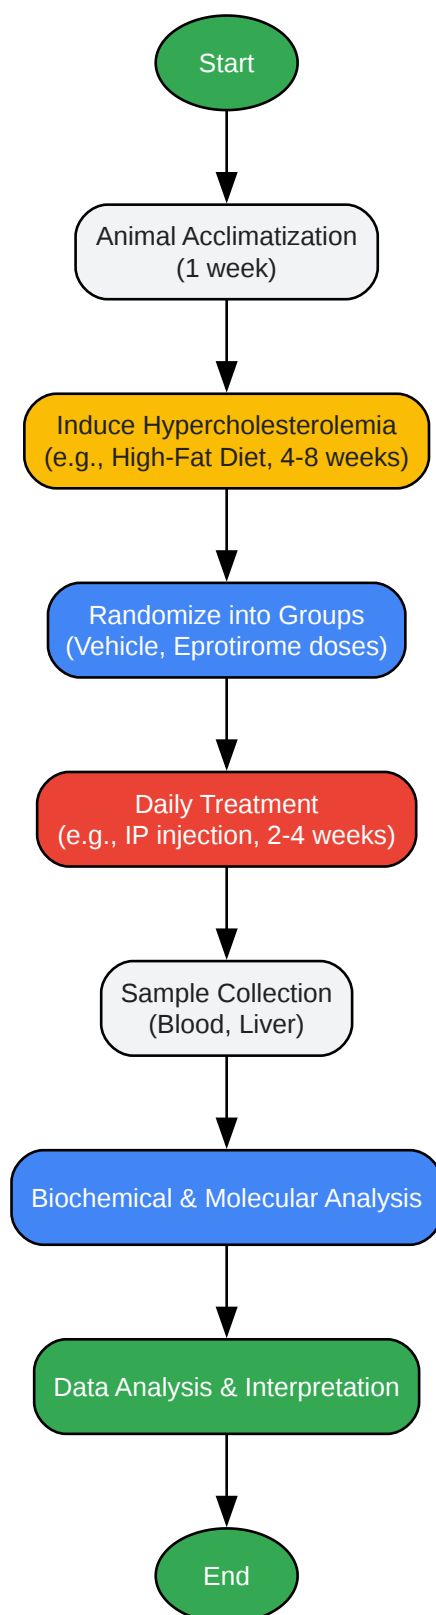 Start
Animal Acclimatization
(1 week)
Induce Hypercholesterolemia
(e.g., High-Fat Diet, 4-8 weeks)
Randomize into Groups
(Vehicle, Eprotirome doses)
Daily Treatment
(e.g., IP injection, 2-4 weeks)
Sample Collection
(Blood, Liver)
Biochemical & Molecular Analysis
Data Analysis & Interpretation
End